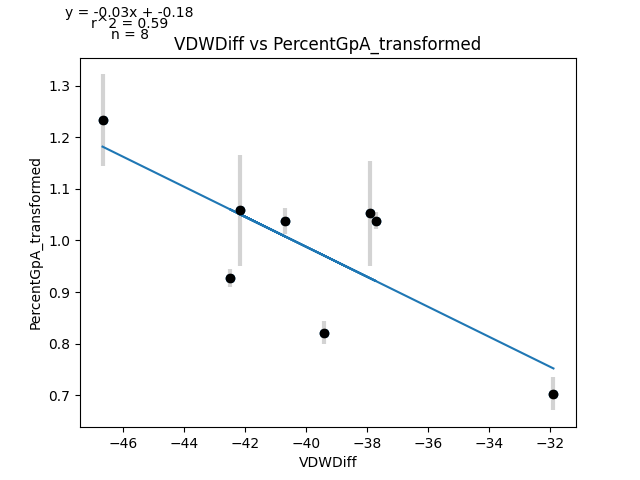 y = -0.03x + -0.18
r^2 = 0.59
n = 8
VDWDiff vs PercentGpA_transformed
1.3
1.2
1.1
1.0
0.9
0.8
0.7
PercentGpA_transformed
−46
−44
−42
−40
−38
−36
−34
−32
VDWDiff